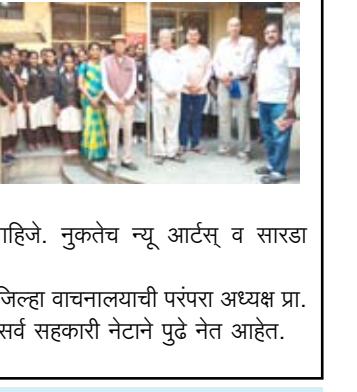 ाहिजे. नुकतेच न्यू आर्टस् व सारडा
जिल्हा वाचनालयाची परंपरा अध्यक्ष प्रा.
सर्व सहकारी नेटाने पुढे नेत आहेत.